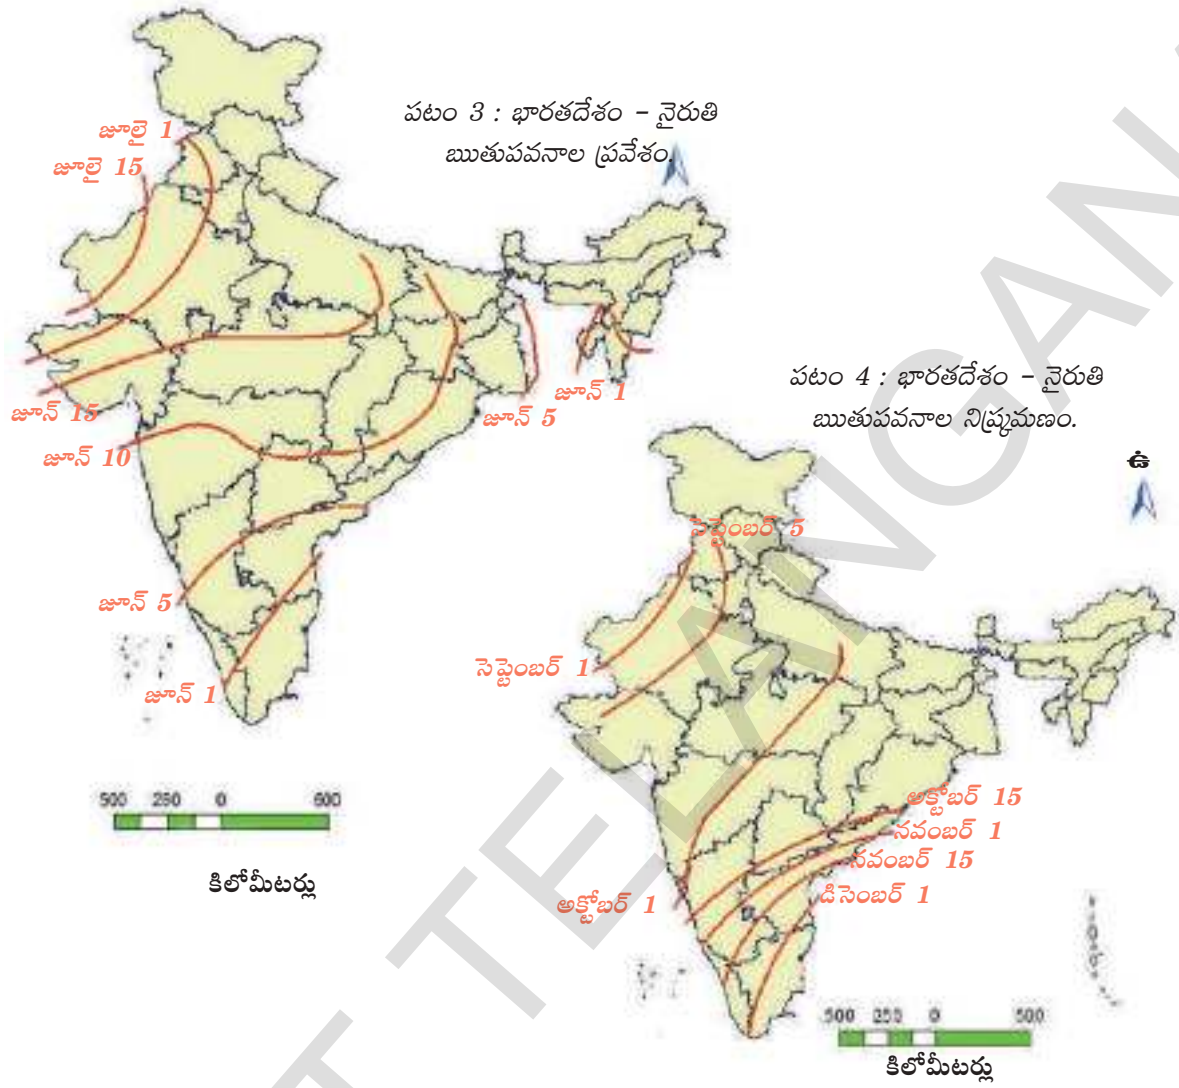 పటం 3 : భారతదేశం – నైరుతి
ఋతుపవనాల ప్రవేశం.
జూలై 1
జూలై 15
జూన్ 15
జూన్ 10
జూన్ 5
జూన్ 1
జూన్ 5
జూన్ 1
500 250 0 500
కిలోమీటర్లు
పటం 4 : భారతదేశం – నైరుతి
ఋతుపవనాల నిష్క్రమణం.
ఉ
సెప్టెంబర్ 5
సెప్టెంబర్ 1
అక్టోబర్ 15
నవంబర్ 1
నవంబర్ 15
డిసెంబర్ 1
అక్టోబర్ 1
500 250 0 500
కిలోమీటర్లు
T TELANGAN